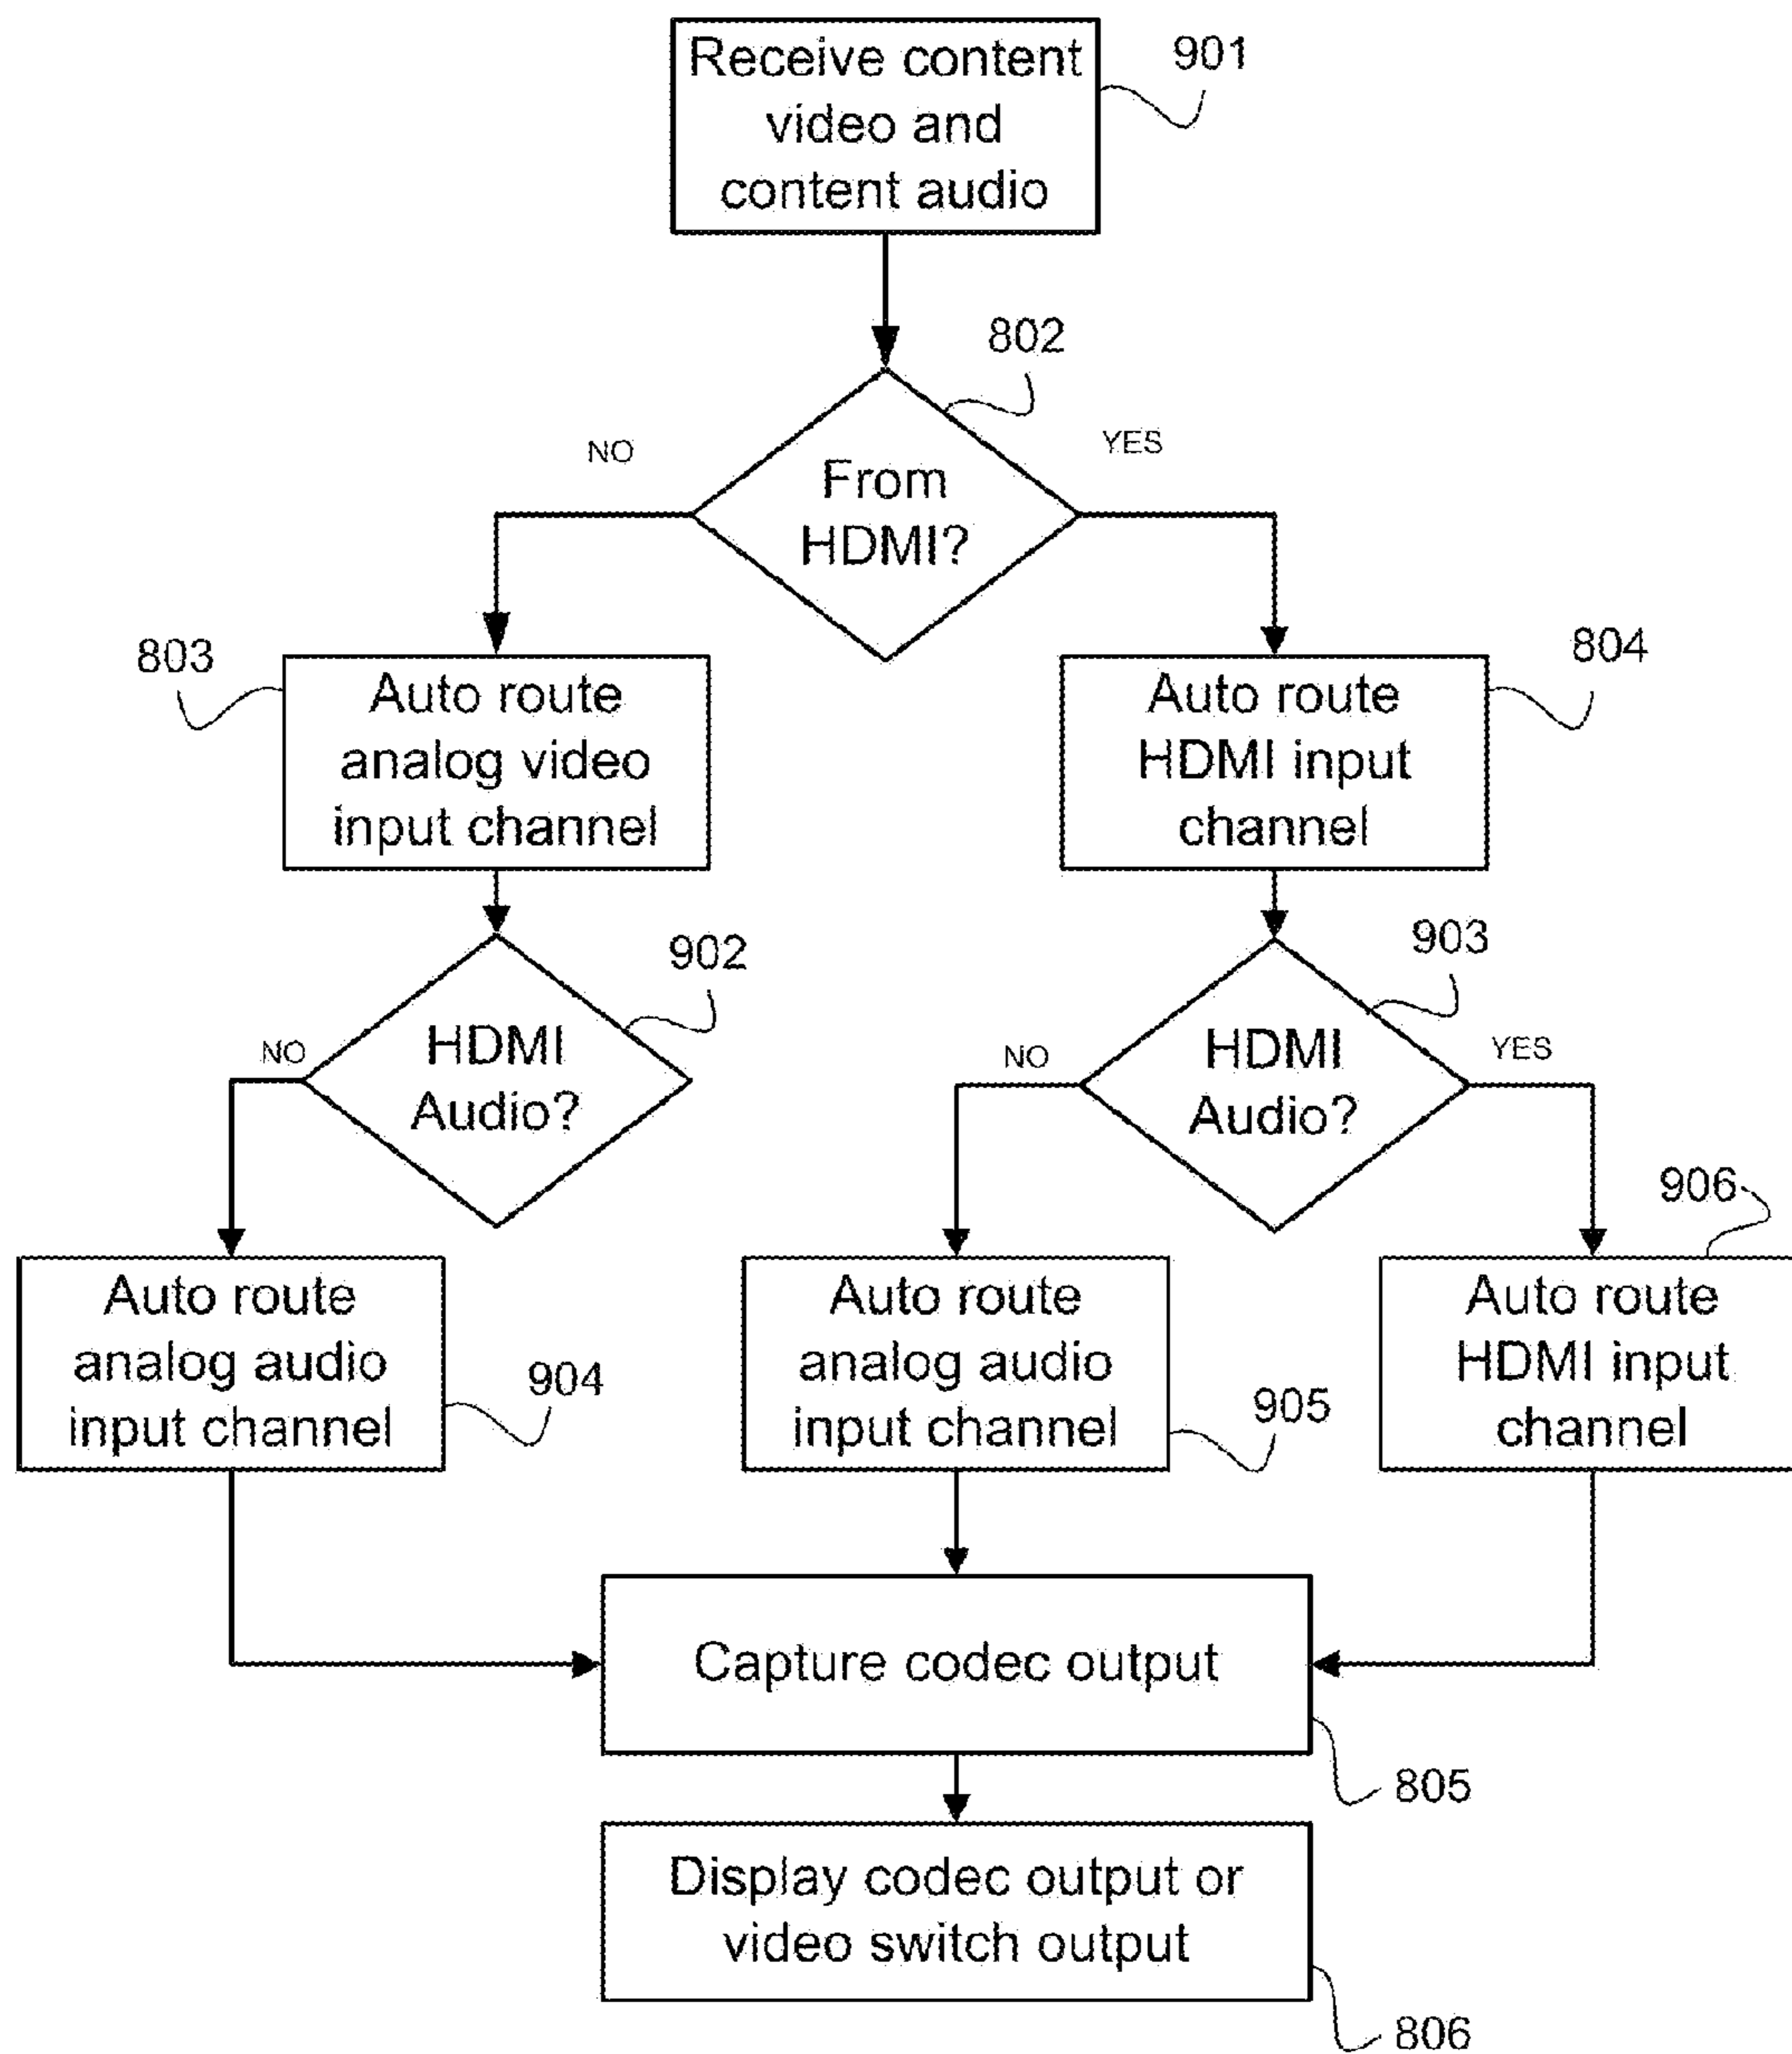 Receive content
video and
content audio
901
802
NO
YES
From
HDMI?
803
804
Auto route
analog video
input channel
Auto route
HDMI input
channel
902
903
NO
HDMI
Audio?
NO
HDMI
Audio?
YES
906
Auto route
analog audio
input channel
904
Auto route
analog audio
input channel
905
Auto route
HDMI input
channel
Capture codec output
805
Display codec output or
video switch output
806